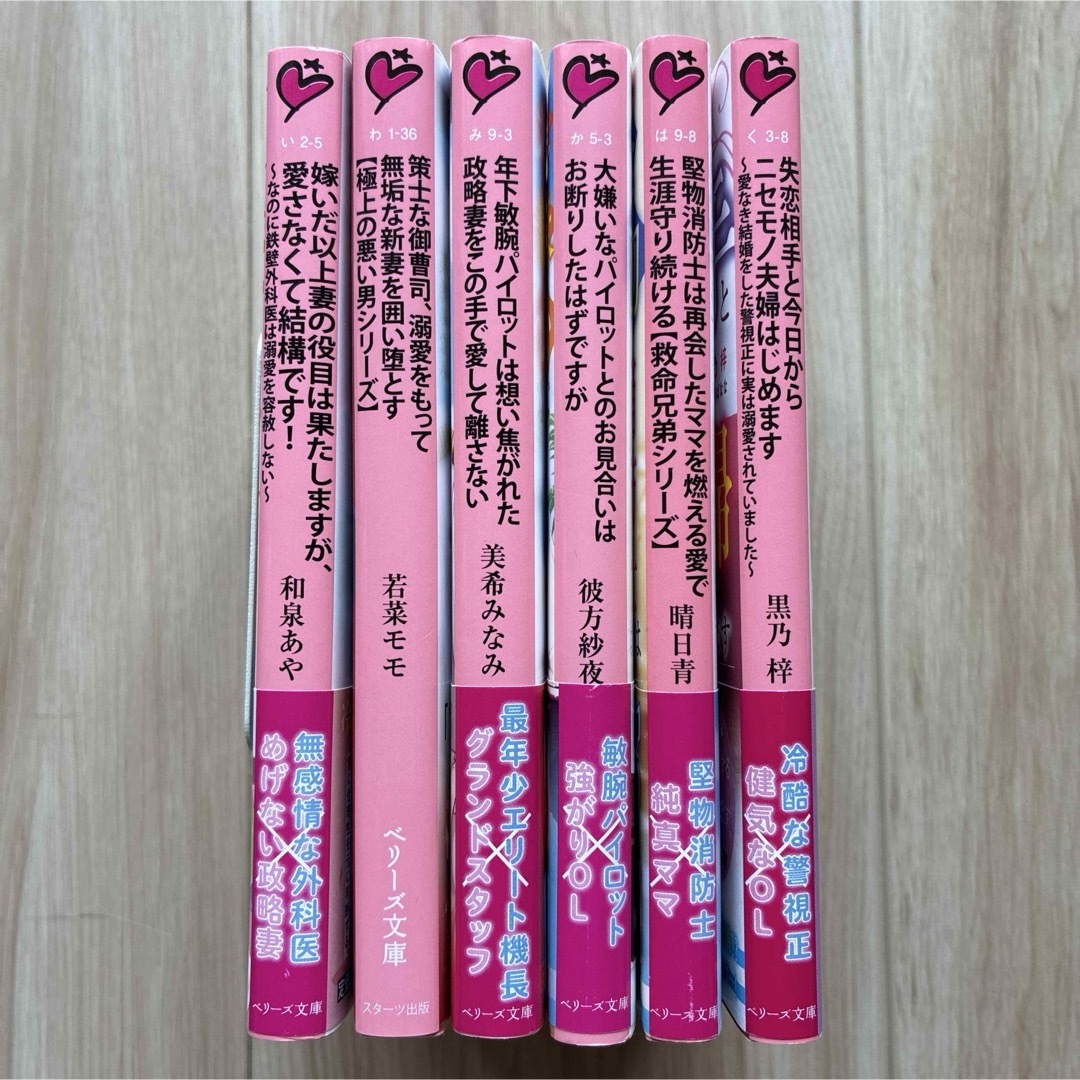 い 2-5
嫁いだ以上妻の役目は果たしますが、
愛さなくて結構です！
～なのに鉄壁外科医は溺愛を容赦しない～
和泉あや
無感情な外科医
×
めげない政略妻
ベリーズ文庫
わ 1-36
策士な御曹司、溺愛をもって
無垢な新妻を囲い堕とす
【極上の悪い男シリーズ】
若菜モモ
ベリーズ文庫
スターツ出版
み 9-3
年下敏腕パイロットは想い焦がれた
政略妻をこの手で愛して離さない
美希みなみ
最年少エリート機長
×
グランドスタッフ
ベリーズ文庫
か 5-3
大嫌いなパイロットとのお見合いは
お断りしたはずですが
彼方紗夜
敏腕パイロット
×
強がりOL
ベリーズ文庫
は 9-8
堅物消防士は再会したママを燃える愛で
生涯守り続ける【救命兄弟シリーズ】
晴日青
堅物消防士
×
純真ママ
ベリーズ文庫
く 3-8
失恋相手と今日から
ニセモノ夫婦はじめます
～愛なき結婚をした警視正に実は溺愛されていました～
黒乃 梓
冷酷な警視正
×
健気なOL
ベリーズ文庫